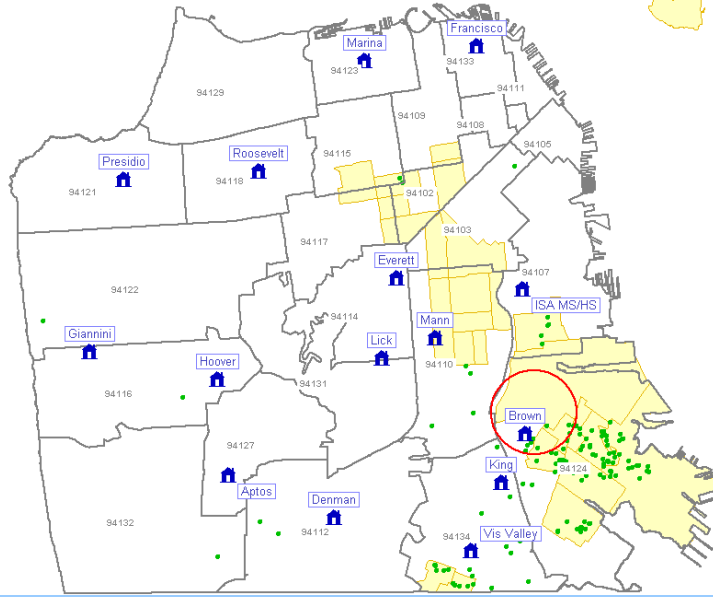 Francisco
Marina
94133
94123
94129
94111
94109
94108
94105
Roosevelt
94115
Presidio
94118
94121
94102
94103
94117
Everett
94107
94122
ISA MS/HS
94114
Giannini
Mann
Lick
Hoover
94110
94131
94116
Brown
94127
King
94124
Aptos
Denman
94132
94112
94134
Vis Valley